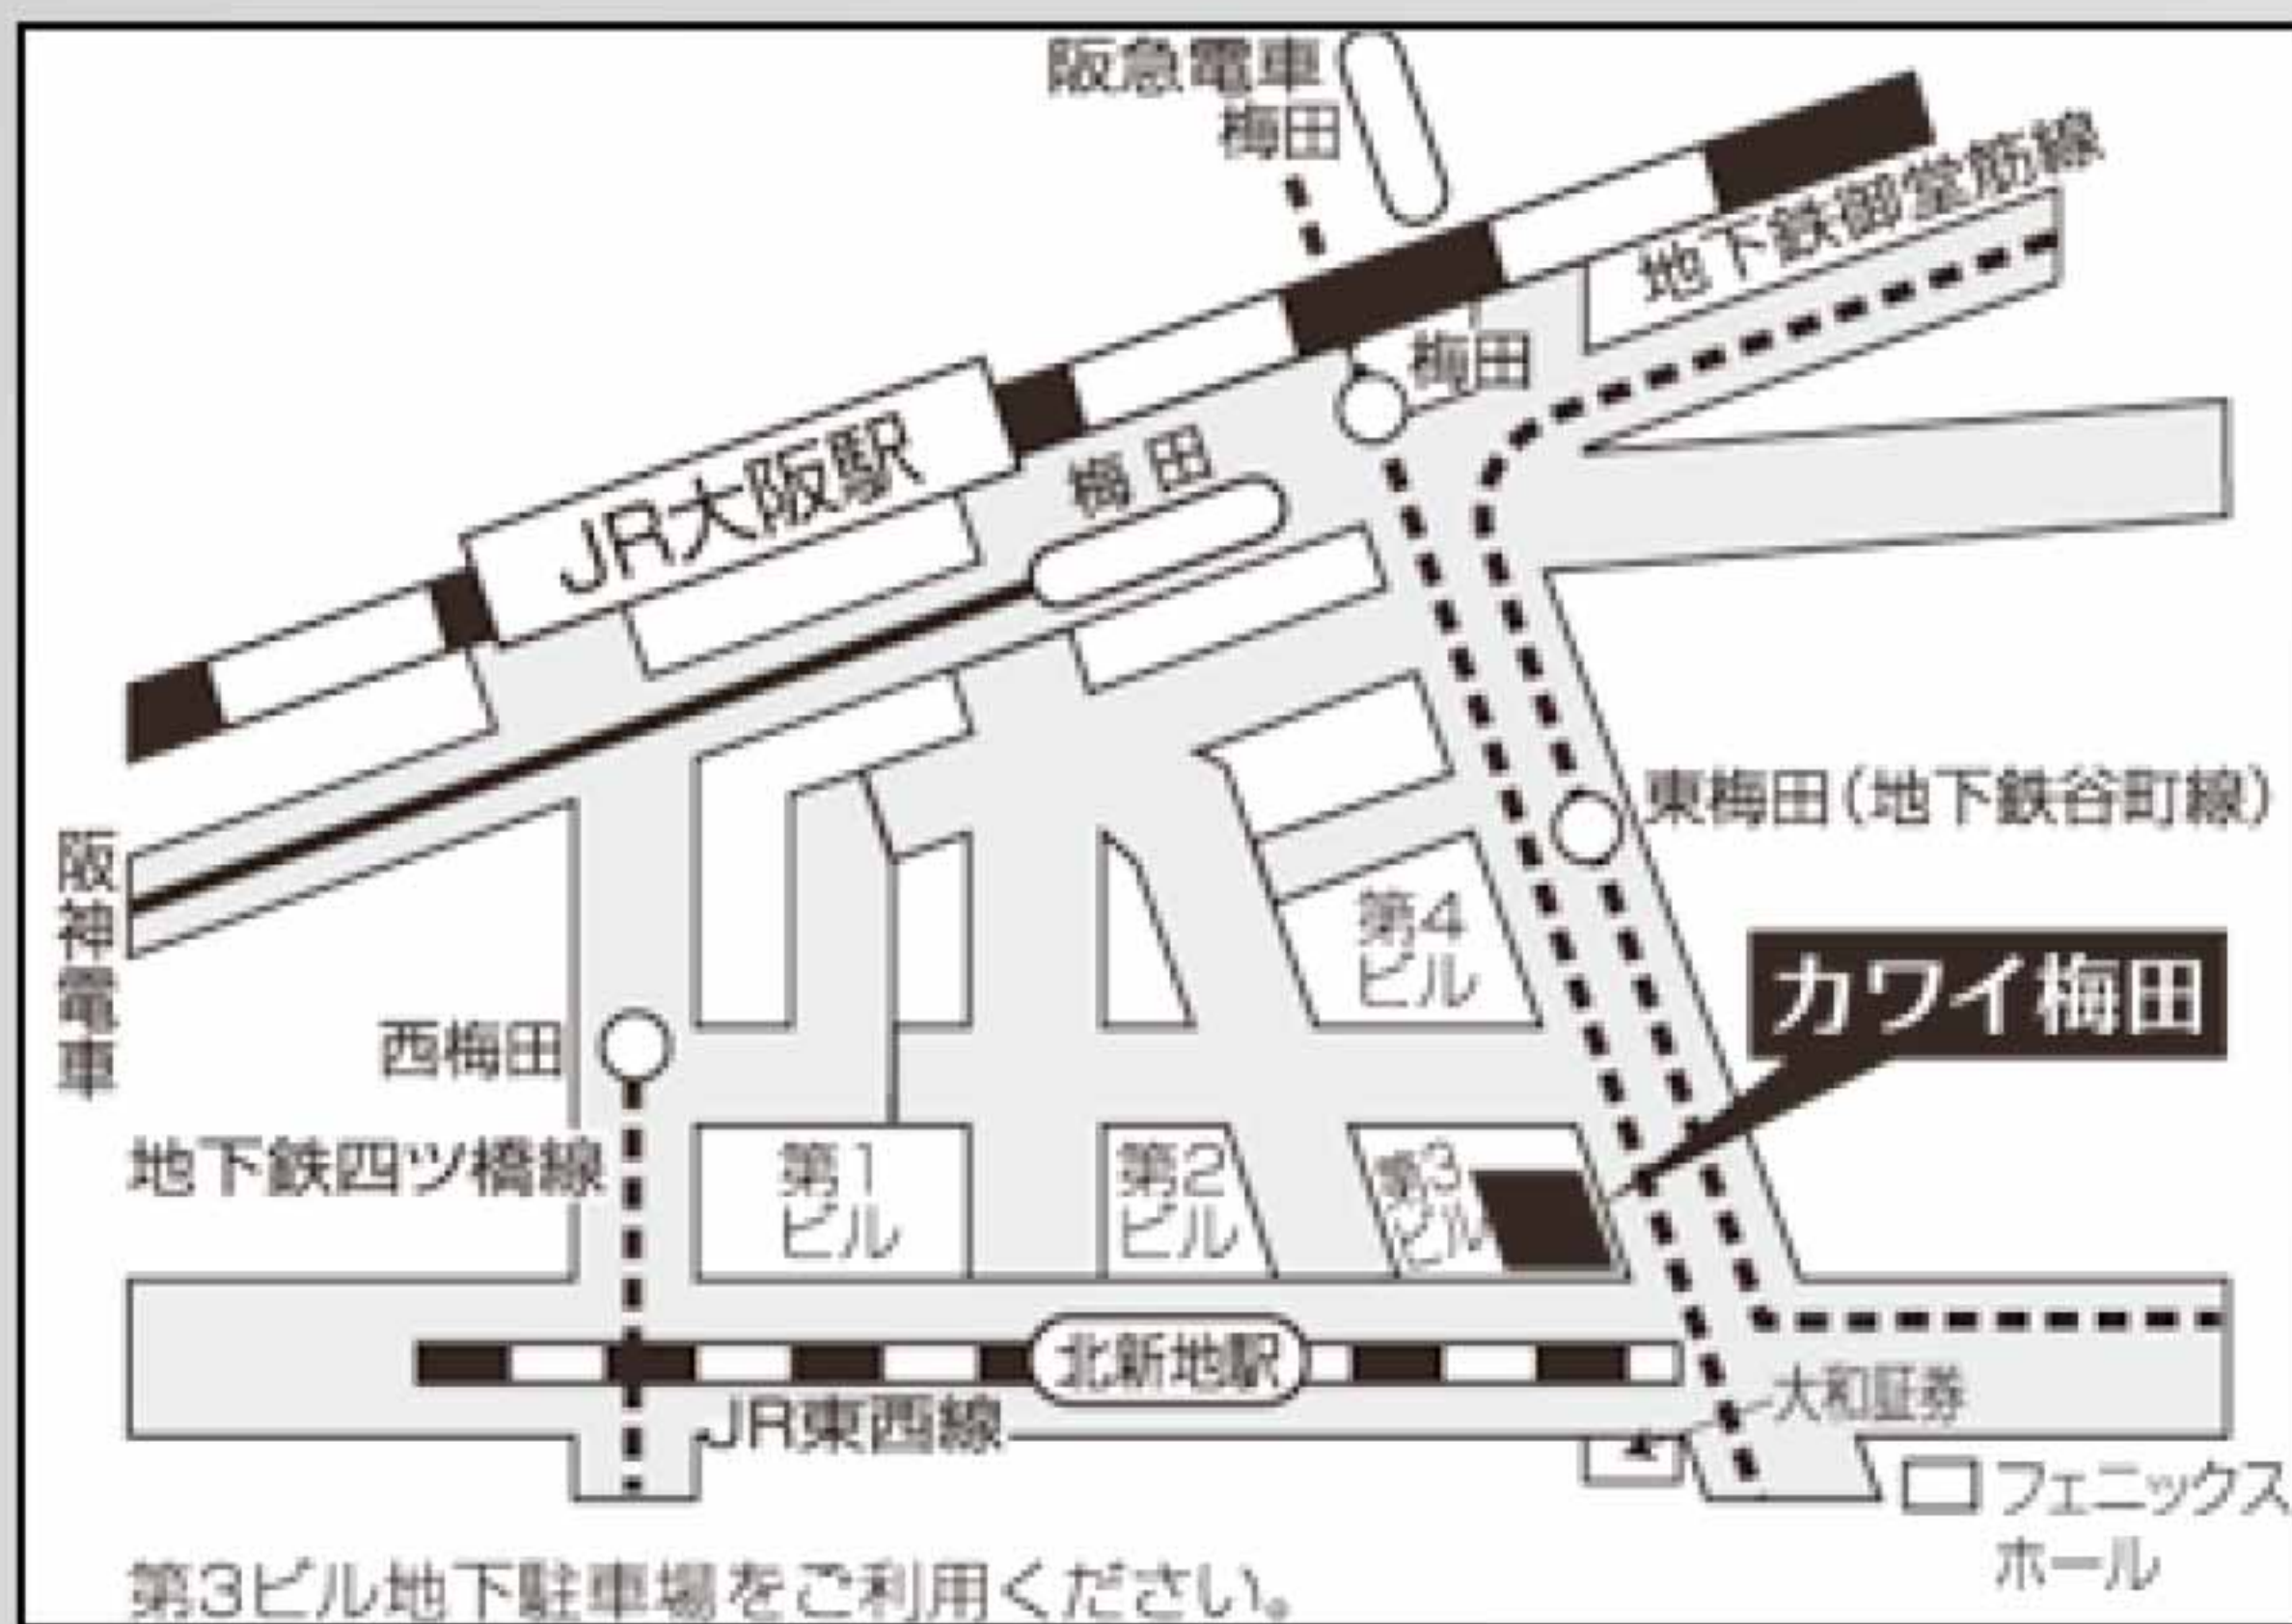 阪急電車
梅田
地下鉄御堂筋線
梅田
JR大阪駅
梅田
阪神電車
東梅田(地下鉄谷町線)
第4
ビル
カワイ梅田
西梅田
地下鉄四ツ橋線
第1
ビル
第2
ビル
第3
ビル
北新地駅
JR東西線
大和証券
フェニックス
ホール
第3ビル地下駐車場をご利用ください。